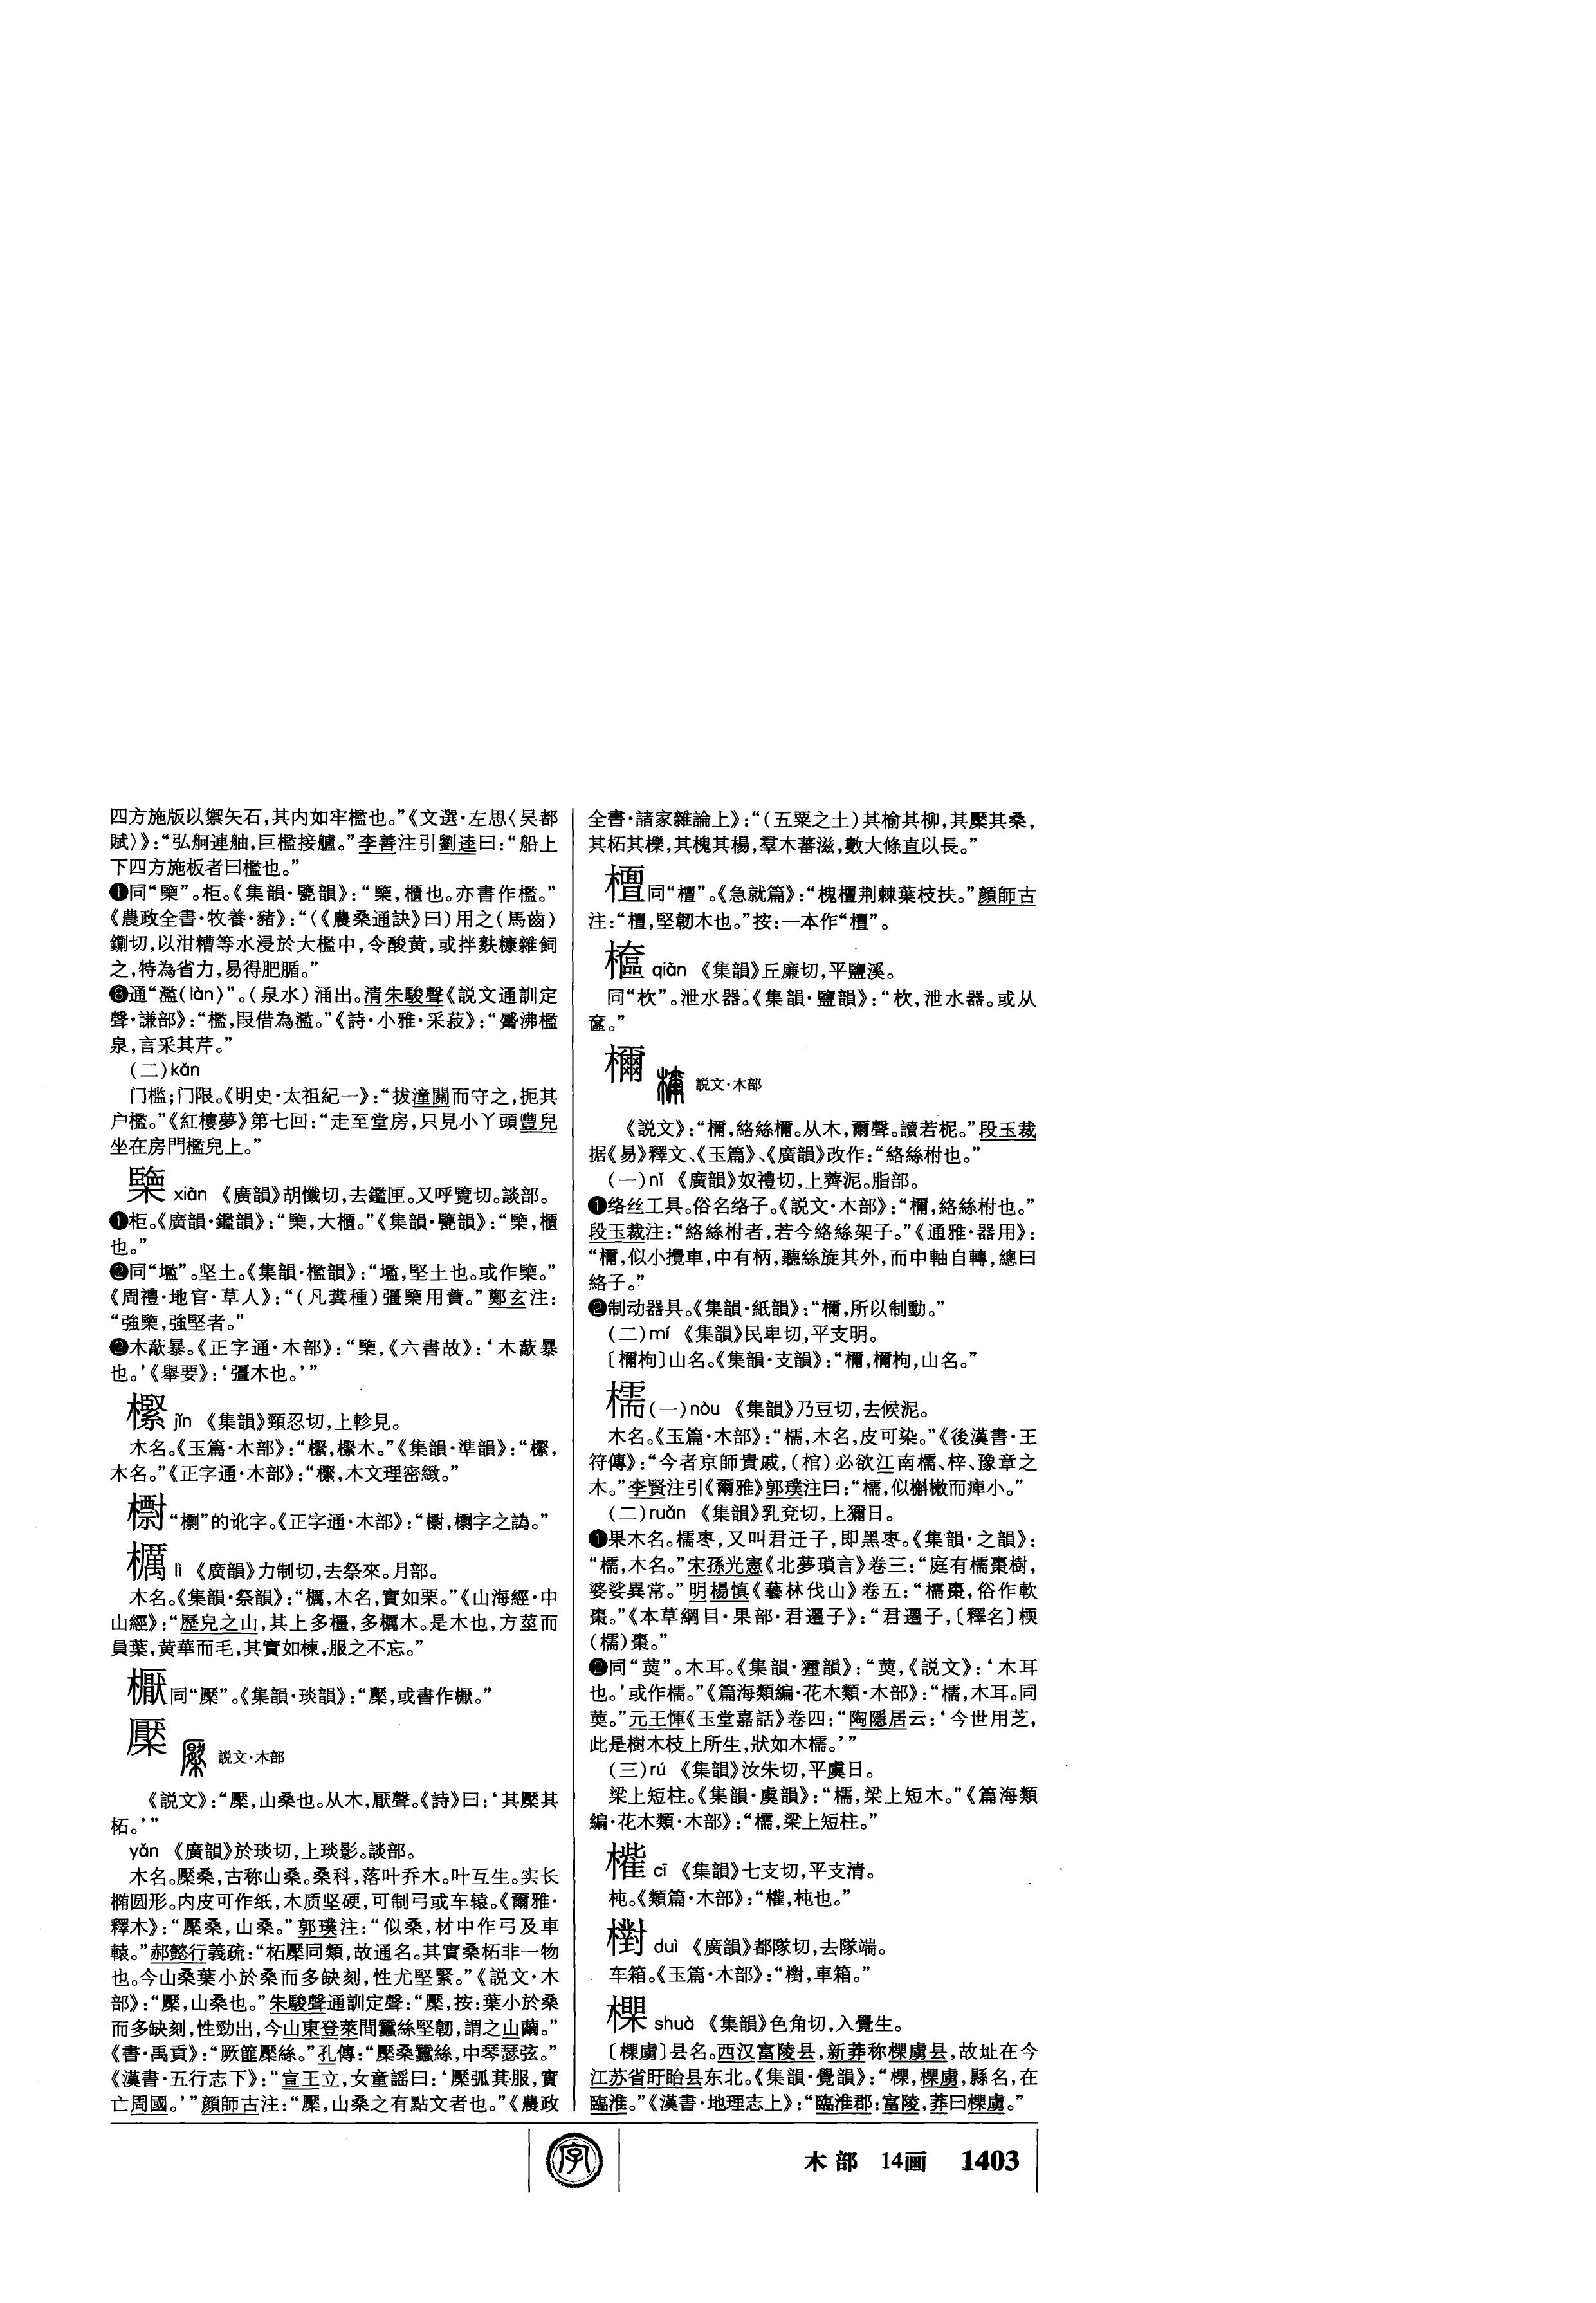 四方施版以禦矢石,其内如牢檻也。”《文選·左思〈吴都
賦〉》:“弘舸連舳,巨檻接艫。”李善注引劉逵曰:“船上
下四方施板者曰檻也。”
❶同“㯺”。柜。《集韻·㽉韻》:“㯺,櫃也。亦書作檻。”
《農政全書·牧養·豬》:“(《農桑通訣》曰)用之(馬齒)
鍘切,以泔糟等水浸於大檻中,令酸黄,或拌麩糠雜飼
之,特為省力,易得肥腯。”
❽通“濫(làn)”。(泉水)涌出。清朱駿聲《説文通訓定
聲·謙部》:“檻,叚借為濫。”《詩·小雅·采菽》:“觱沸檻
泉,言采其芹。”
(二)kǎn
门槛;门限。《明史·太祖紀一》:“拔潼關而守之,扼其
户檻。”《紅樓夢》第七回:“走至堂房,只見小丫頭豐兒
坐在房門檻兒上。”
㯺 xiǎn 《廣韻》胡懺切,去鑑匣。又呼覽切。談部。
❶柜。《廣韻·鑑韻》:“㯺,大櫃。”《集韻·㽉韻》:“㯺,櫃
也。”
❷同“壏”。坚土。《集韻·檻韻》:“壏,堅土也。或作㯺。”
《周禮·地官·草人》:“(凡糞種)彊㯺用蕡。”鄭玄注:
“強㯺,強堅者。”
❷木蔌暴。《正字通·木部》:“㯺,《六書故》:‘木蔌暴
也。’《舉要》:‘彊木也。’”
jǐn 《集韻》頸忍切,上軫見。
木名。《玉篇·木部》:“木。”《集韻·準韻》:“
木名。”《正字通·木部》:“木文理密緻。”
的讹字。《正字通·木部》:“字之譌。”
lì 《廣韻》力制切,去祭來。月部。
木名。《集韻·祭韻》:“木名,實如栗。”《山海經·中
山經》:“歷兒之山,其上多橿,多櫔木。是木也,方莖而
員葉,黄華而毛,其實如楝,服之不忘。”
同“檿”。《集韻·琰韻》:“檿,或書作
檿 説文·木部
《説文》:“檿,山桑也。从木,厭聲。《詩》曰:‘其檿其
柘。’”
yǎn 《廣韻》於琰切,上琰影。談部。
木名。檿桑,古称山桑。桑科,落叶乔木。叶互生。实长
椭圆形。内皮可作纸,木质坚硬,可制弓或车辕。《爾雅·
釋木》:“檿桑,山桑。”郭璞注:“似桑,材中作弓及車
轅。”郝懿行義疏:“柘檿同類,故通名。其實桑柘非一物
也。今山桑葉小於桑而多缺刻,性尤堅緊。”《説文·木
部》:“檿,山桑也。”朱駿聲通訓定聲:“檿,按:葉小於桑
而多缺刻,性勁出,今山東登萊間蠶絲堅韌,謂之山繭。”
《書·禹貢》:“厥篚檿絲。”孔傳:“檿桑蠶絲,中琴瑟弦。”
《漢書·五行志下》:“宣王立,女童謡曰:‘檿弧萁服,實
亡周國。’”顔師古注:“檿,山桑之有點文者也。”《農政
全書·諸家雜論上》:“(五粟之土)其榆其柳,其檿其桑,
其柘其櫟,其槐其楊,羣木蕃滋,數大條直以長。”
同“檀”。《急就篇》:“槐檀荆棘葉枝扶。”顔師古
注:“檀,堅韌木也。”按:一本作“檀”。
qiǎn 《集韻》丘廉切,平鹽溪。
同“杴”。泄水器。《集韻·鹽韻》:“杴,泄水器。或从
奩。”
檷 説文·木部
《説文》:“檷,絡絲檷。从木,爾聲。讀若柅。”段玉裁
据《易》釋文、《玉篇》、《廣韻》改作:“絡絲柎也。”
(一)nǐ 《廣韻》奴禮切,上薺泥。脂部。
❶络丝工具。俗名络子。《説文·木部》:“檷,絡絲柎也。”
段玉裁注:“絡絲柎者,若今絡絲架子。”《通雅·器用》:
“檷,似小攪車,中有柄,聽絲旋其外,而中軸自轉,總曰
絡子。”
❷制动器具。《集韻·紙韻》:“檷,所以制動。”
(二)mí 《集韻》民卑切,平支明。
〔檷枸〕山名。《集韻·支韻》:“檷,檷枸,山名。”
檽 (一)nòu 《集韻》乃豆切,去候泥。
木名。《玉篇·木部》:“檽,木名,皮可染。”《後漢書·王
符傳》:“今者京師貴戚,(棺)必欲江南檽、梓、豫章之
木。”李賢注引《爾雅》郭璞注曰:“檽,似槲樕而庳小。”
(二)ruǎn 《集韻》乳兗切,上獮日。
❶果木名。檽枣,又叫君迁子,即黑枣。《集韻·之韻》:
“檽,木名。”宋孫光憲《北夢瑣言》卷三:“庭有檽棗樹,
婆娑異常。”明楊慎《藝林伐山》卷五:“檽棗,俗作軟
棗。”《本草綱目·果部·君遷子》:“君遷子,〔釋名〕㮕
(檽)棗。”
❷同“萸”。木耳。《集韻·獮韻》:“萸,《説文》:‘木耳
也。’或作檽。”《篇海類編·花木類·木部》:“檽,木耳。同
萸。”元王惲《玉堂嘉話》卷四:“陶隱居云:‘今世用芝,
此是樹木枝上所生,狀如木檽。’”
(三)rú 《集韻》汝朱切,平虞日。
梁上短柱。《集韻·虞韻》:“檽,梁上短木。”《篇海類
編·花木類·木部》:“檽,梁上短柱。”
cī 《集韻》七支切,平支清。
杶。《類篇·木部》:“杶也。”
duì 《廣韻》都隊切,去隊端。
车箱。《玉篇·木部》:“車箱。”
shuò 《集韻》色角切,入覺生。
县名。西汉富陵县,新莽称虜县,故址在今
江苏省盱眙县东北。《集韻·覺韻》:“虜,縣名,在
臨淮。”《漢書·地理志上》:“臨淮郡:富陵,莽曰虜。”
木部 14画 1403